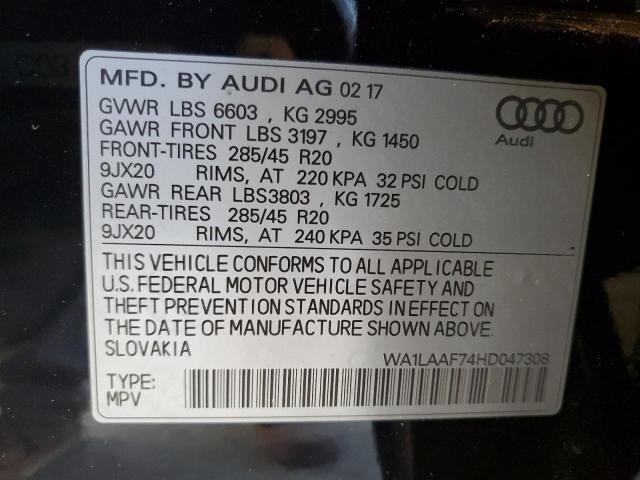 MFD. BY AUDI AG 02 17
GVWR LBS 6603 , KG 2995
GAWR FRONT LBS 3197 , KG 1450
FRONT-TIRES 285/45 R20
9JX20 RIMS, AT 220 KPA 32 PSI COLD
GAWR REAR LBS3803 , KG 1725
REAR-TIRES 285/45 R20
9JX20 RIMS, AT 240 KPA 35 PSI COLD
Audi
THIS VEHICLE CONFORMS TO ALL APPLICABLE
U.S. FEDERAL MOTOR VEHICLE SAFETY AND
THEFT PREVENTION STANDARDS IN EFFECT ON
THE DATE OF MANUFACTURE SHOWN ABOVE.
SLOVAKIA
WA1LAAF74HD047308
TYPE:
MPV